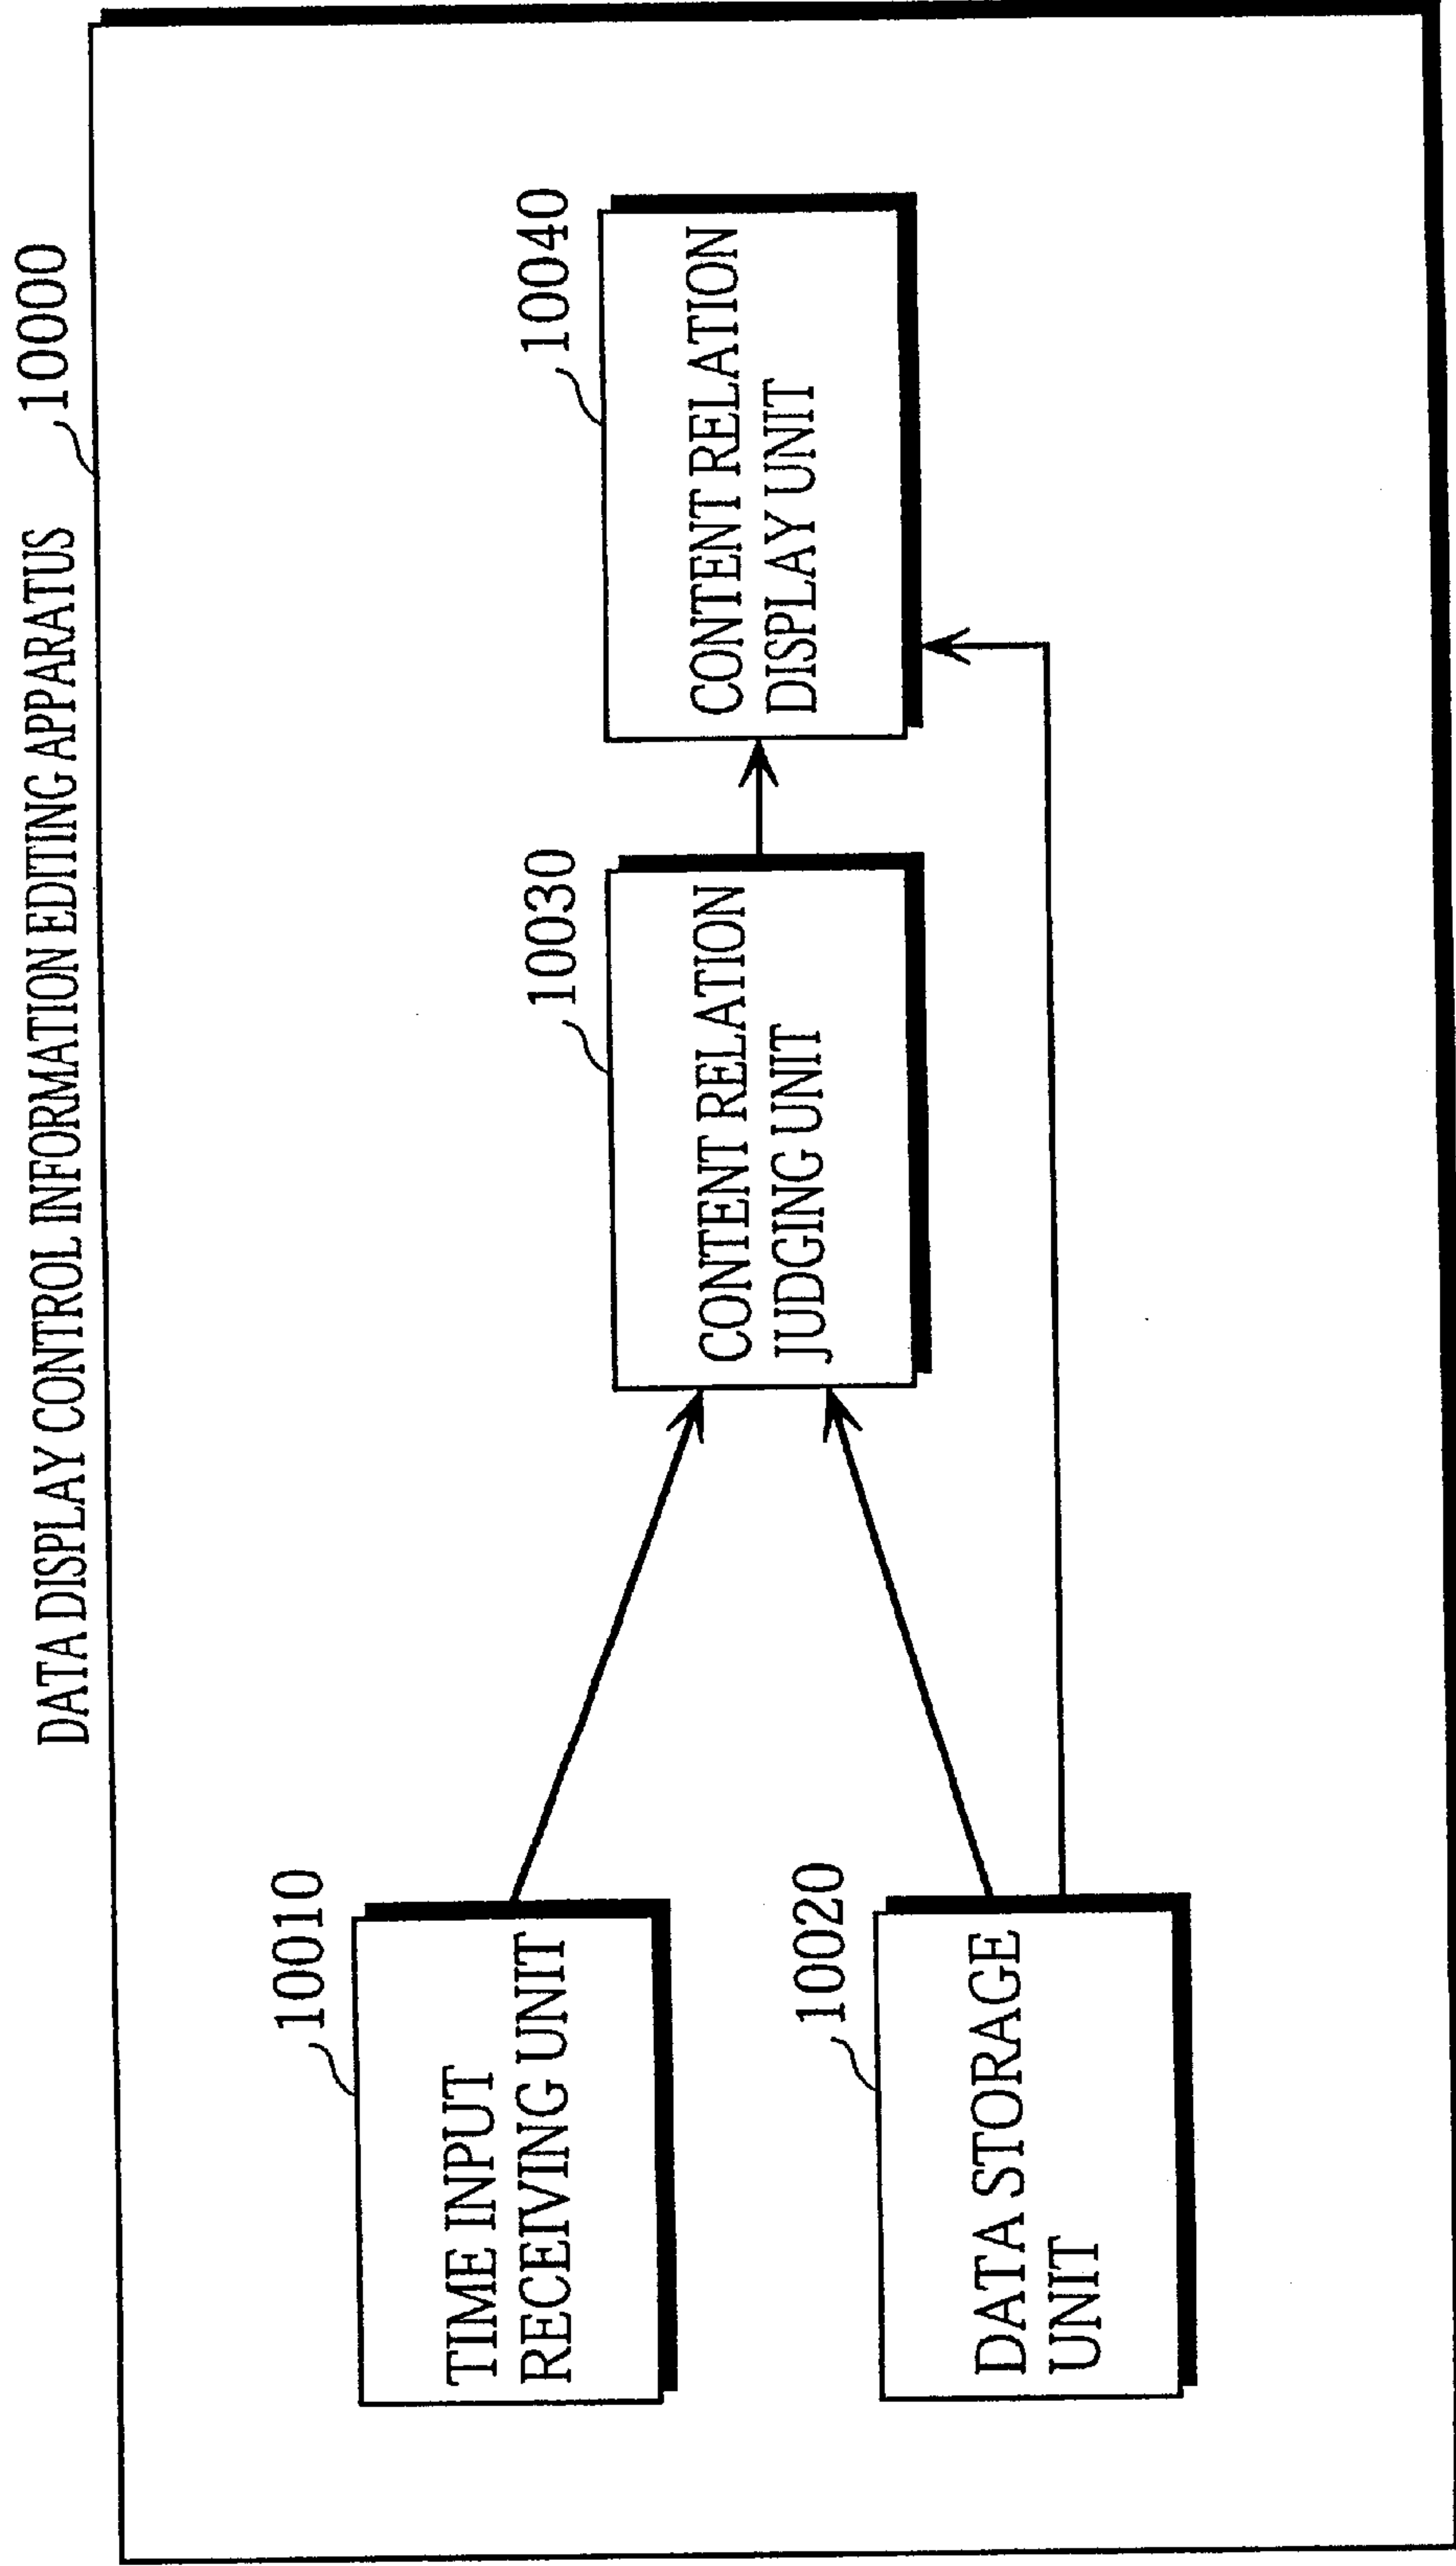 DATA DISPLAY CONTROL INFORMATION EDITING APPARATUS
10000
10010
TIME INPUT
RECEIVING UNIT
10020
DATA STORAGE
UNIT
10030
CONTENT RELATION
JUDGING UNIT
10040
CONTENT RELATION
DISPLAY UNIT